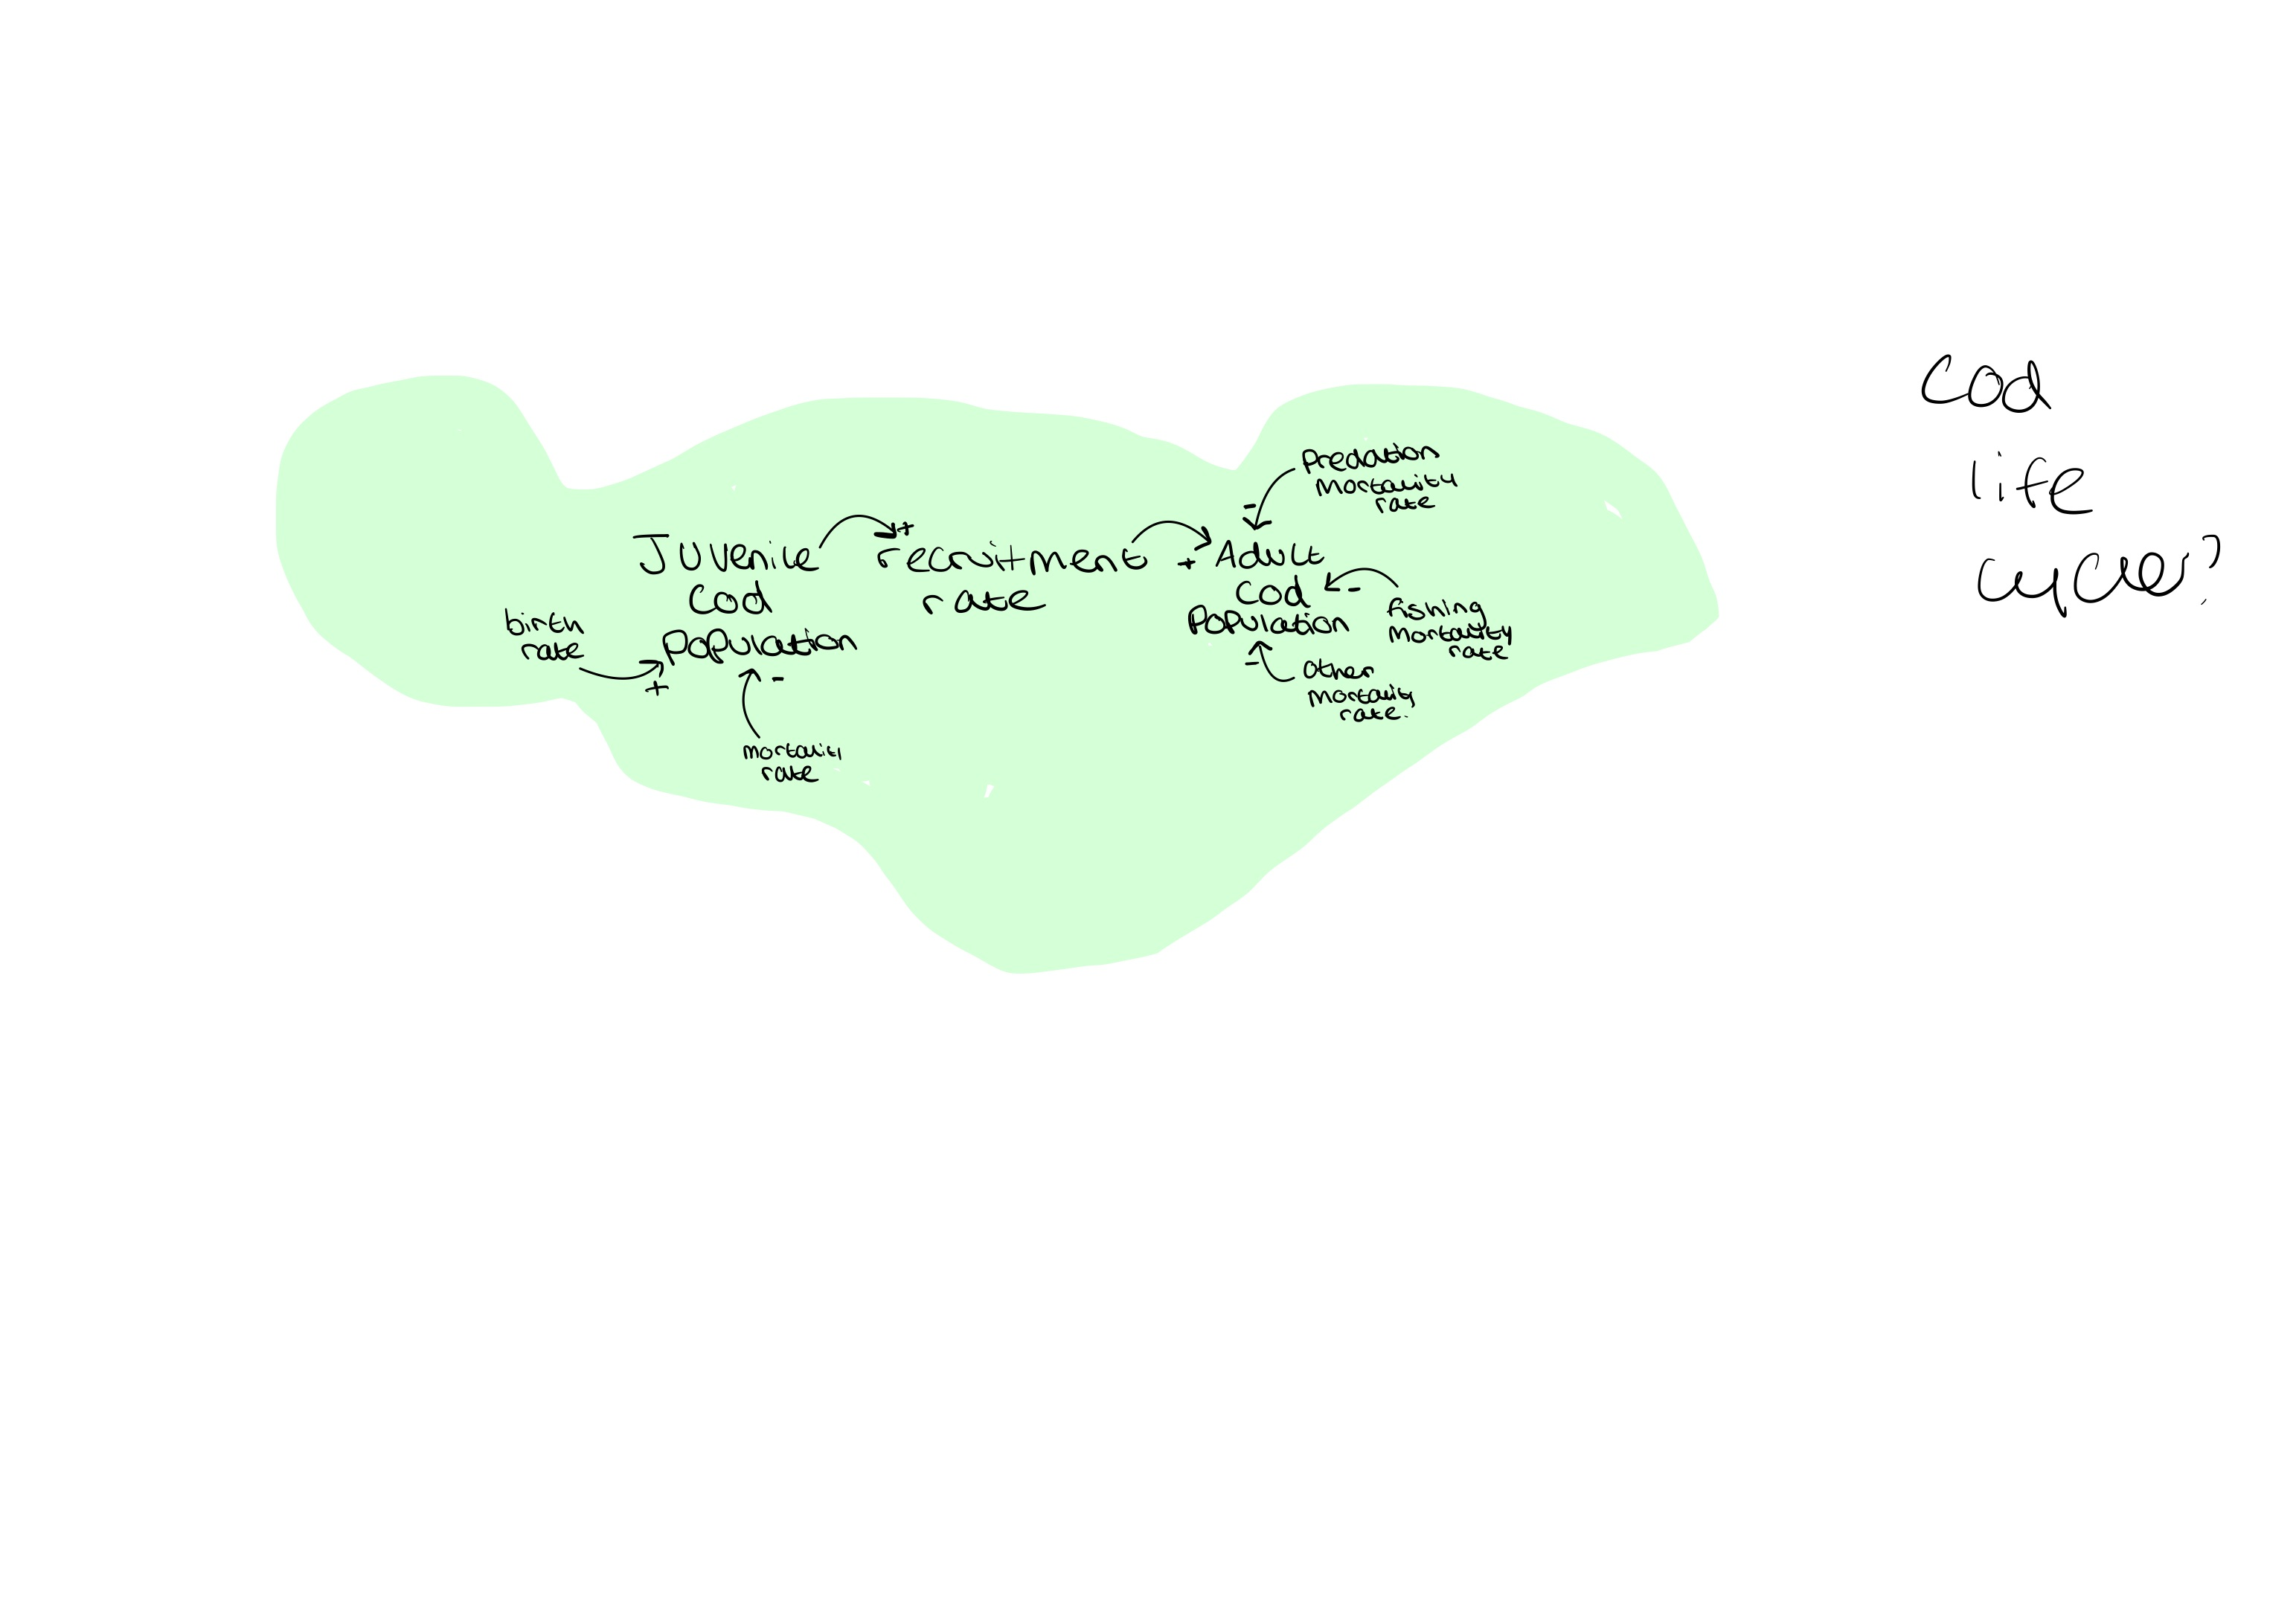 Cod
life
cycle?
Predation
mortality
rate
Juvenile
Cod
Population
recruitment
rate
Adult
Cod
Population
birth
rate
fishing
mortality
rate
other
mortality
rate.
mortality
rate
+
+
+
-
-
-
-